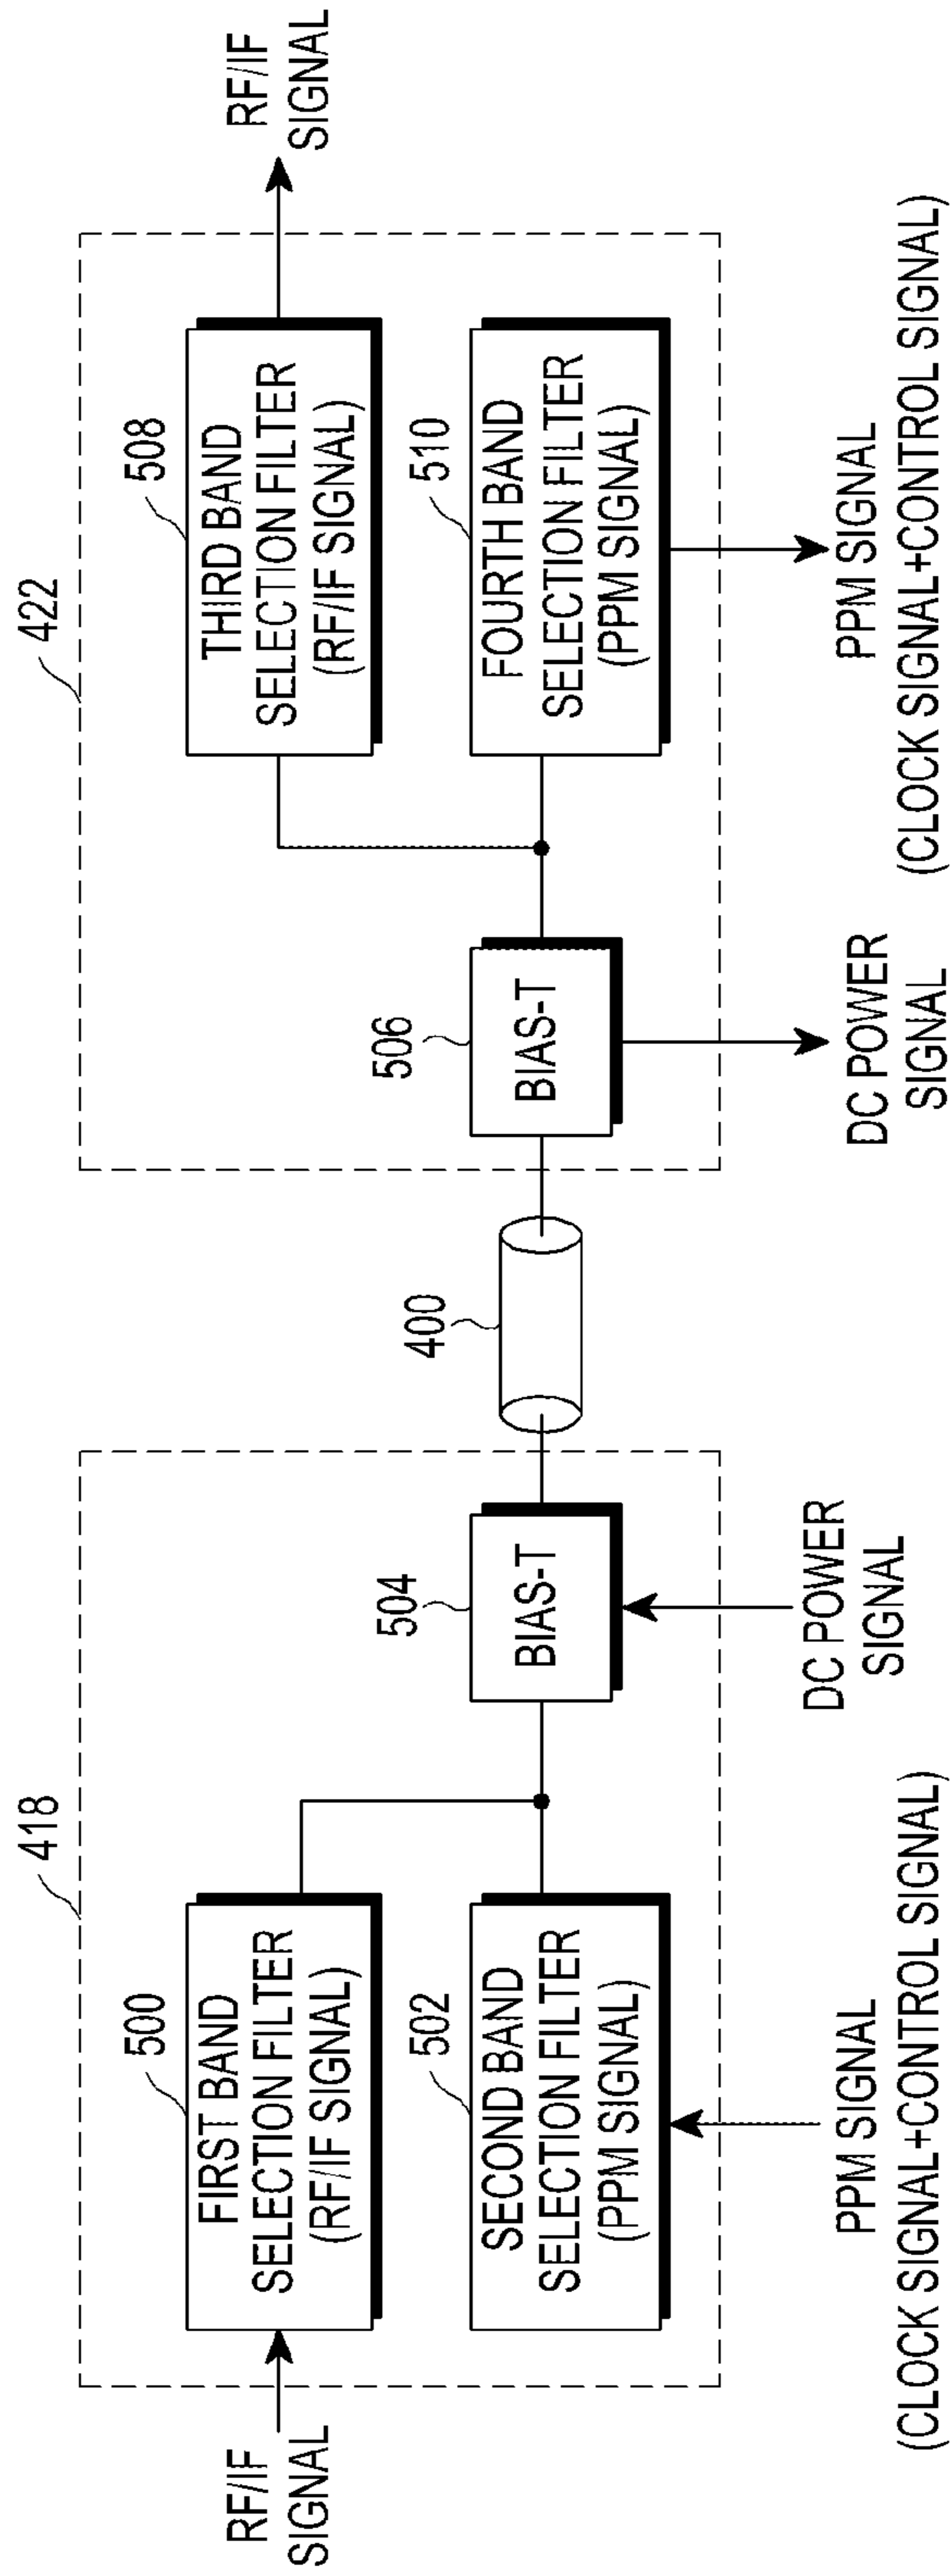 418
422
RF/IF
SIGNAL
500
FIRST BAND
SELECTION FILTER
(RF/IF SIGNAL)
502
SECOND BAND
SELECTION FILTER
(PPM SIGNAL)
PPM SIGNAL
(CLOCK SIGNAL+CONTROL SIGNAL)
504
BIAS-T
DC POWER
SIGNAL
400
506
BIAS-T
DC POWER
SIGNAL
508
THIRD BAND
SELECTION FILTER
(RF/IF SIGNAL)
510
FOURTH BAND
SELECTION FILTER
(PPM SIGNAL)
RF/IF
SIGNAL
PPM SIGNAL
(CLOCK SIGNAL+CONTROL SIGNAL)